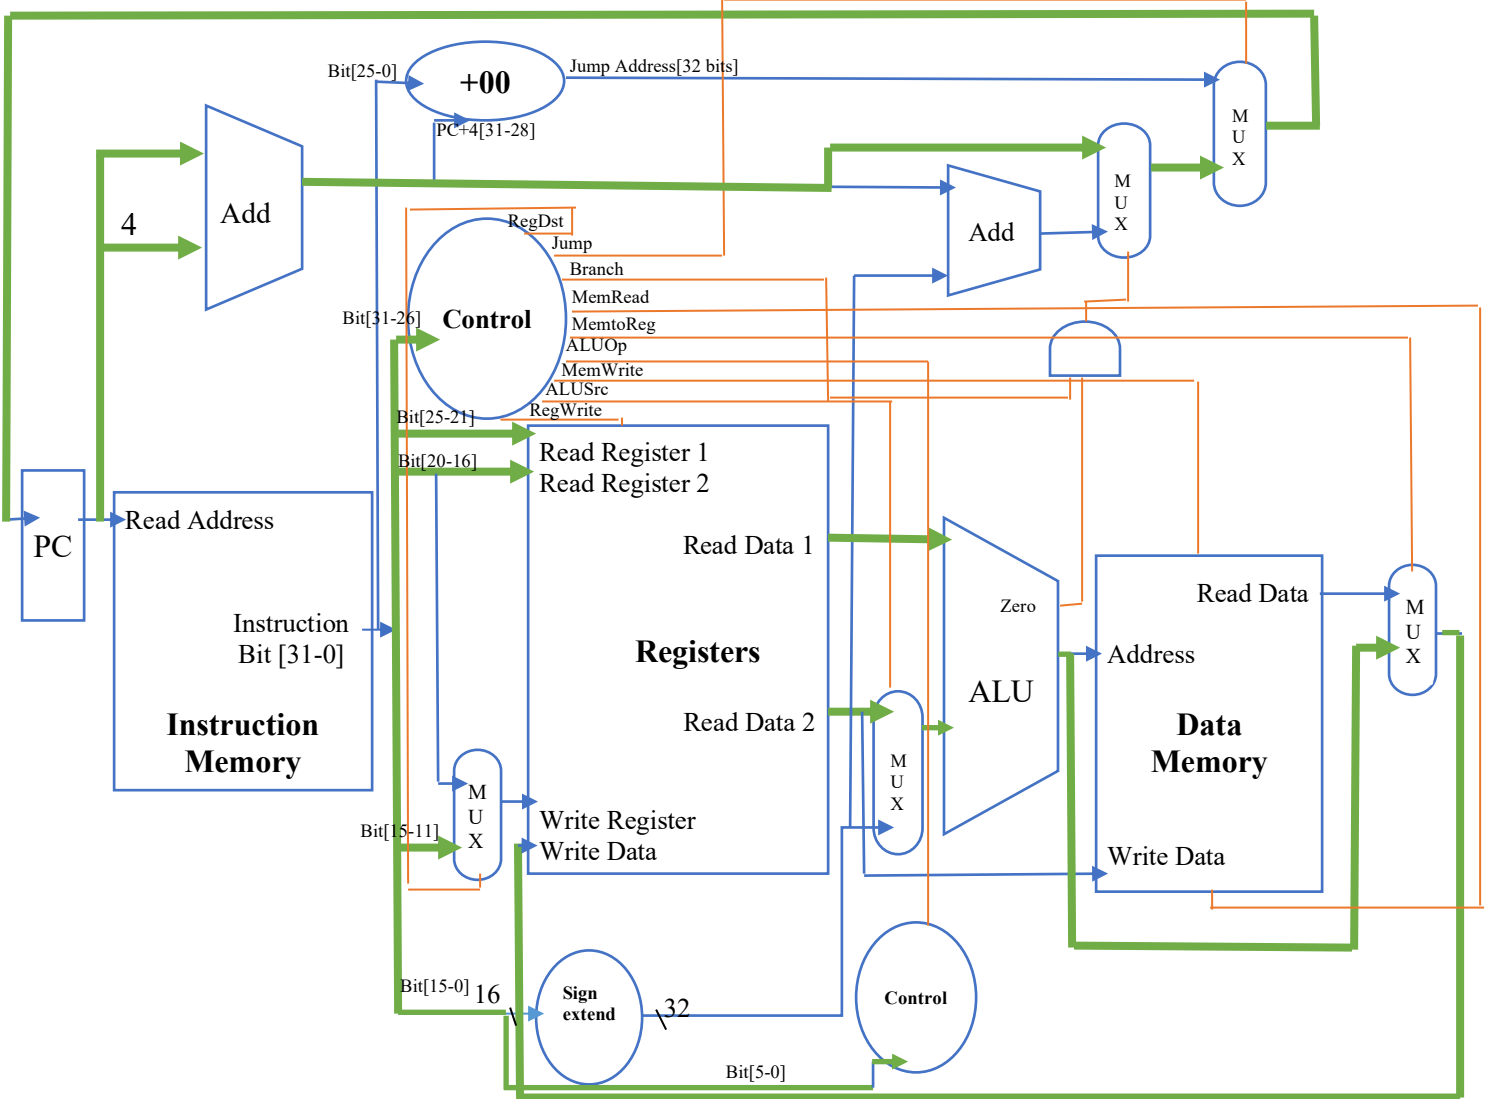 Bit[25-0]
+00
Jump Address[32 bits]
PC+4[31-28]
M
U
X
M
U
X
Add
4
Add
RegDst
Jump
Branch
MemRead
MemtoReg
ALUOp
MemWrite
ALUSrc
RegWrite
Bit[31-26]
Control
Bit[25-21]
Bit[20-16]
Read Register 1
Read Register 2
PC
Read Address
Instruction
Bit [31-0]
Instruction
Memory
Read Data 1
Registers
Read Data 2
Write Register
Write Data
M
U
X
Bit[15-11]
M
U
X
Zero
ALU
Read Data
Address
Data
Memory
Write Data
M
U
X
Bit[15-0]
16
Sign
extend
32
Control
Bit[5-0]